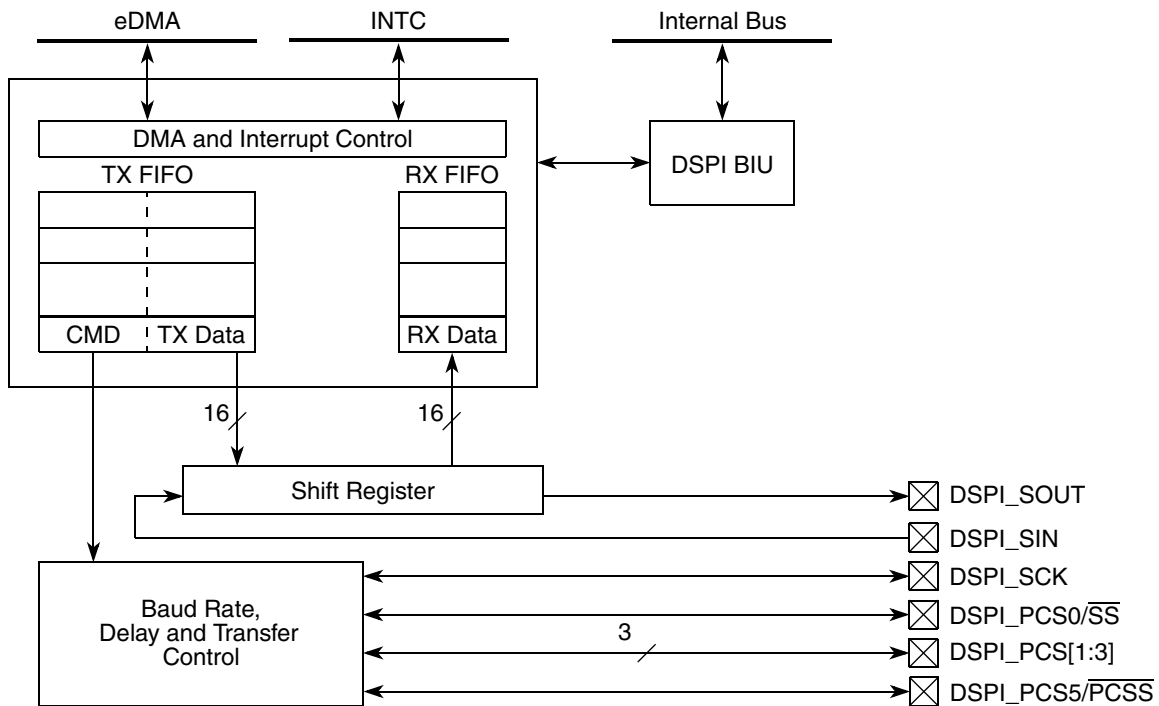 eDMA
INTC
Internal Bus
DMA and Interrupt Control
DSPI BIU
TX FIFO
RX FIFO
CMD
TX Data
RX Data
16
16
Shift Register
DSPI_SOUT
DSPI_SIN
DSPI_SCK
Baud Rate,
Delay and Transfer
Control
DSPI_PCS0/S̅S̅
3
DSPI_PCS[1:3]
DSPI_PCS5/P̅C̅S̅S̅